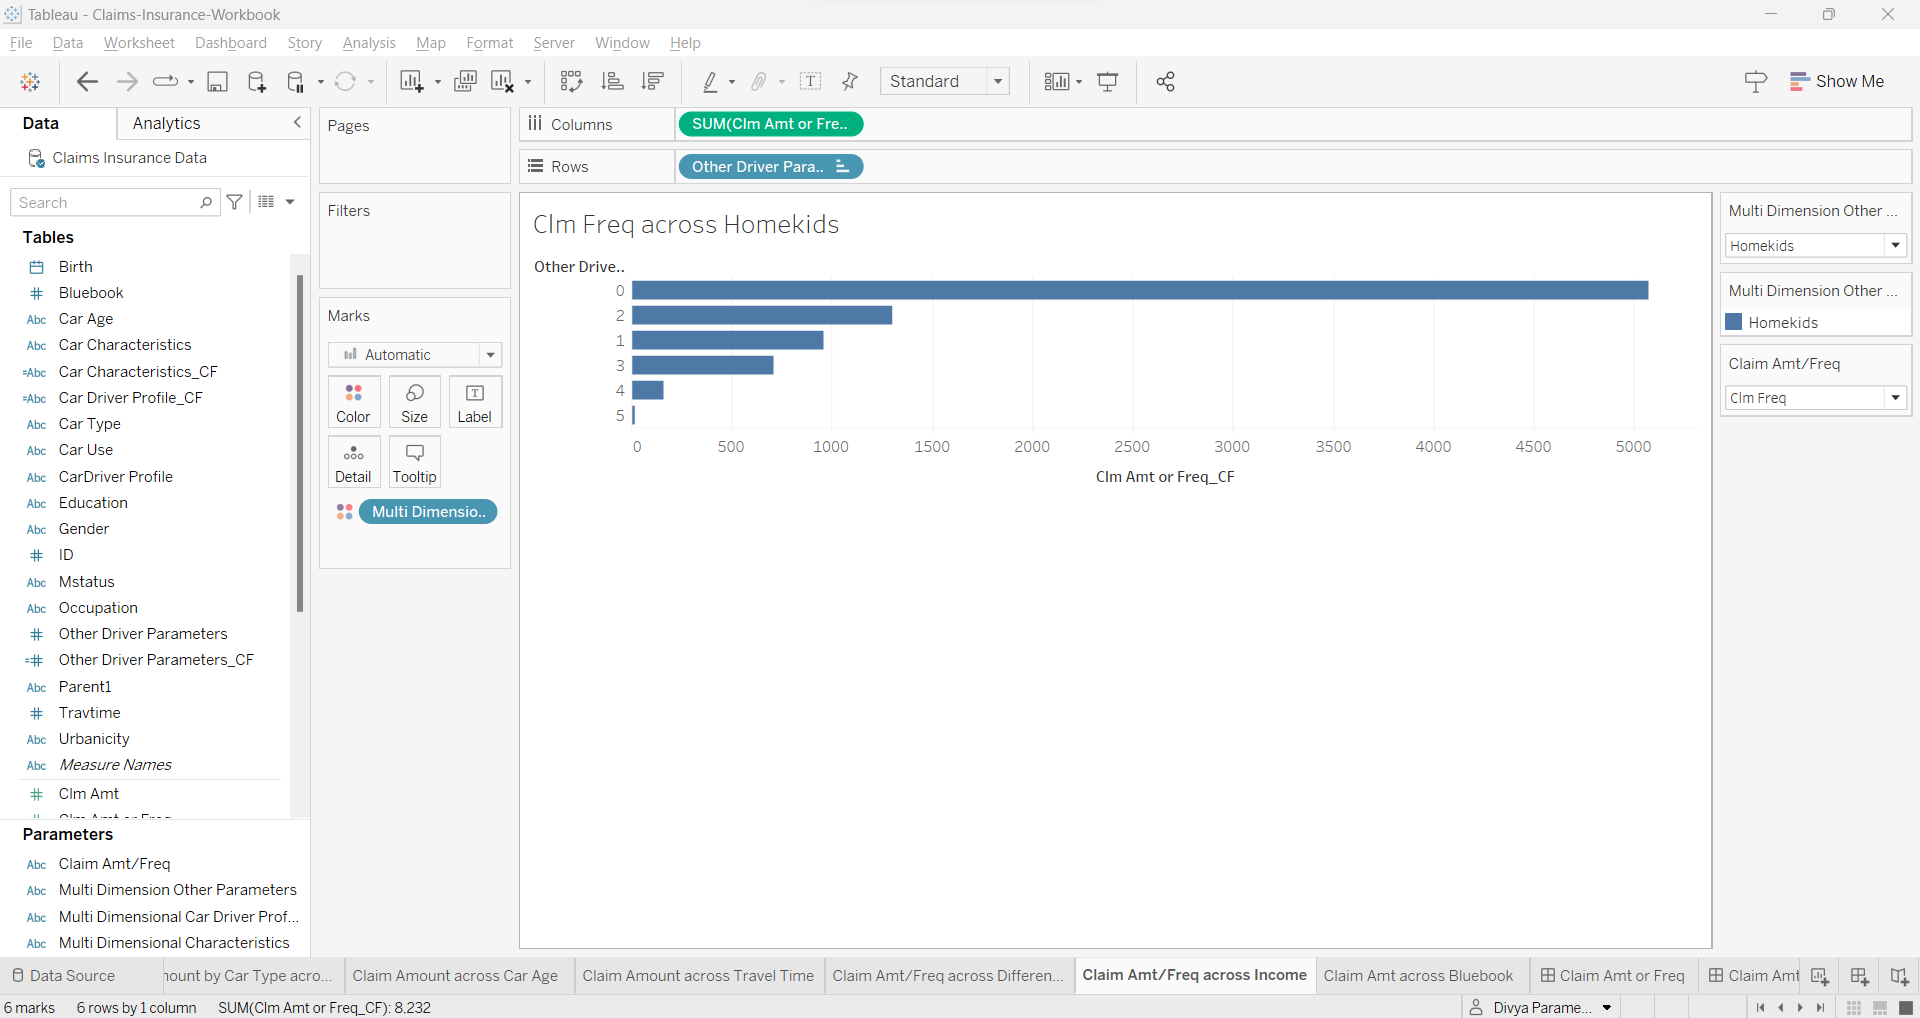 Tableau - Claims-Insurance-Workbook
File Data Worksheet Dashboard Story Analysis Map Format Server Window Help
Standard
Show Me
Data Analytics
Claims Insurance Data
Search
Tables
Birth
# Bluebook
Abc Car Age
Abc Car Characteristics
=Abc Car Characteristics_CF
=Abc Car Driver Profile_CF
Abc Car Type
Abc Car Use
Abc CarDriver Profile
Abc Education
Abc Gender
# ID
Abc Mstatus
Abc Occupation
# Other Driver Parameters
=# Other Driver Parameters_CF
Abc Parent1
# Travtime
Abc Urbanicity
Abc Measure Names
# Clm Amt
Clm Amt or Freq
Parameters
Abc Claim Amt/Freq
Abc Multi Dimension Other Parameters
Abc Multi Dimensional Car Driver Prof...
Abc Multi Dimensional Characteristics
Pages
Filters
Marks
Automatic
Color Size Label
Detail Tooltip
Multi Dimensio..
Columns SUM(Clm Amt or Fre..
Rows Other Driver Para..
Clm Freq across Homekids
Other Drive..
0
2
1
3
4
5
0 500 1000 1500 2000 2500 3000 3500 4000 4500 5000
Clm Amt or Freq_CF
Multi Dimension Other ...
Homekids
Multi Dimension Other ...
Homekids
Claim Amt/Freq
Clm Freq
Data Source nount by Car Type acro... Claim Amount across Car Age Claim Amount across Travel Time Claim Amt/Freq across Differen... Claim Amt/Freq across Income Claim Amt across Bluebook Claim Amt or Freq Claim Amt
6 marks 6 rows by 1 column SUM(Clm Amt or Freq_CF): 8,232 Divya Parame...